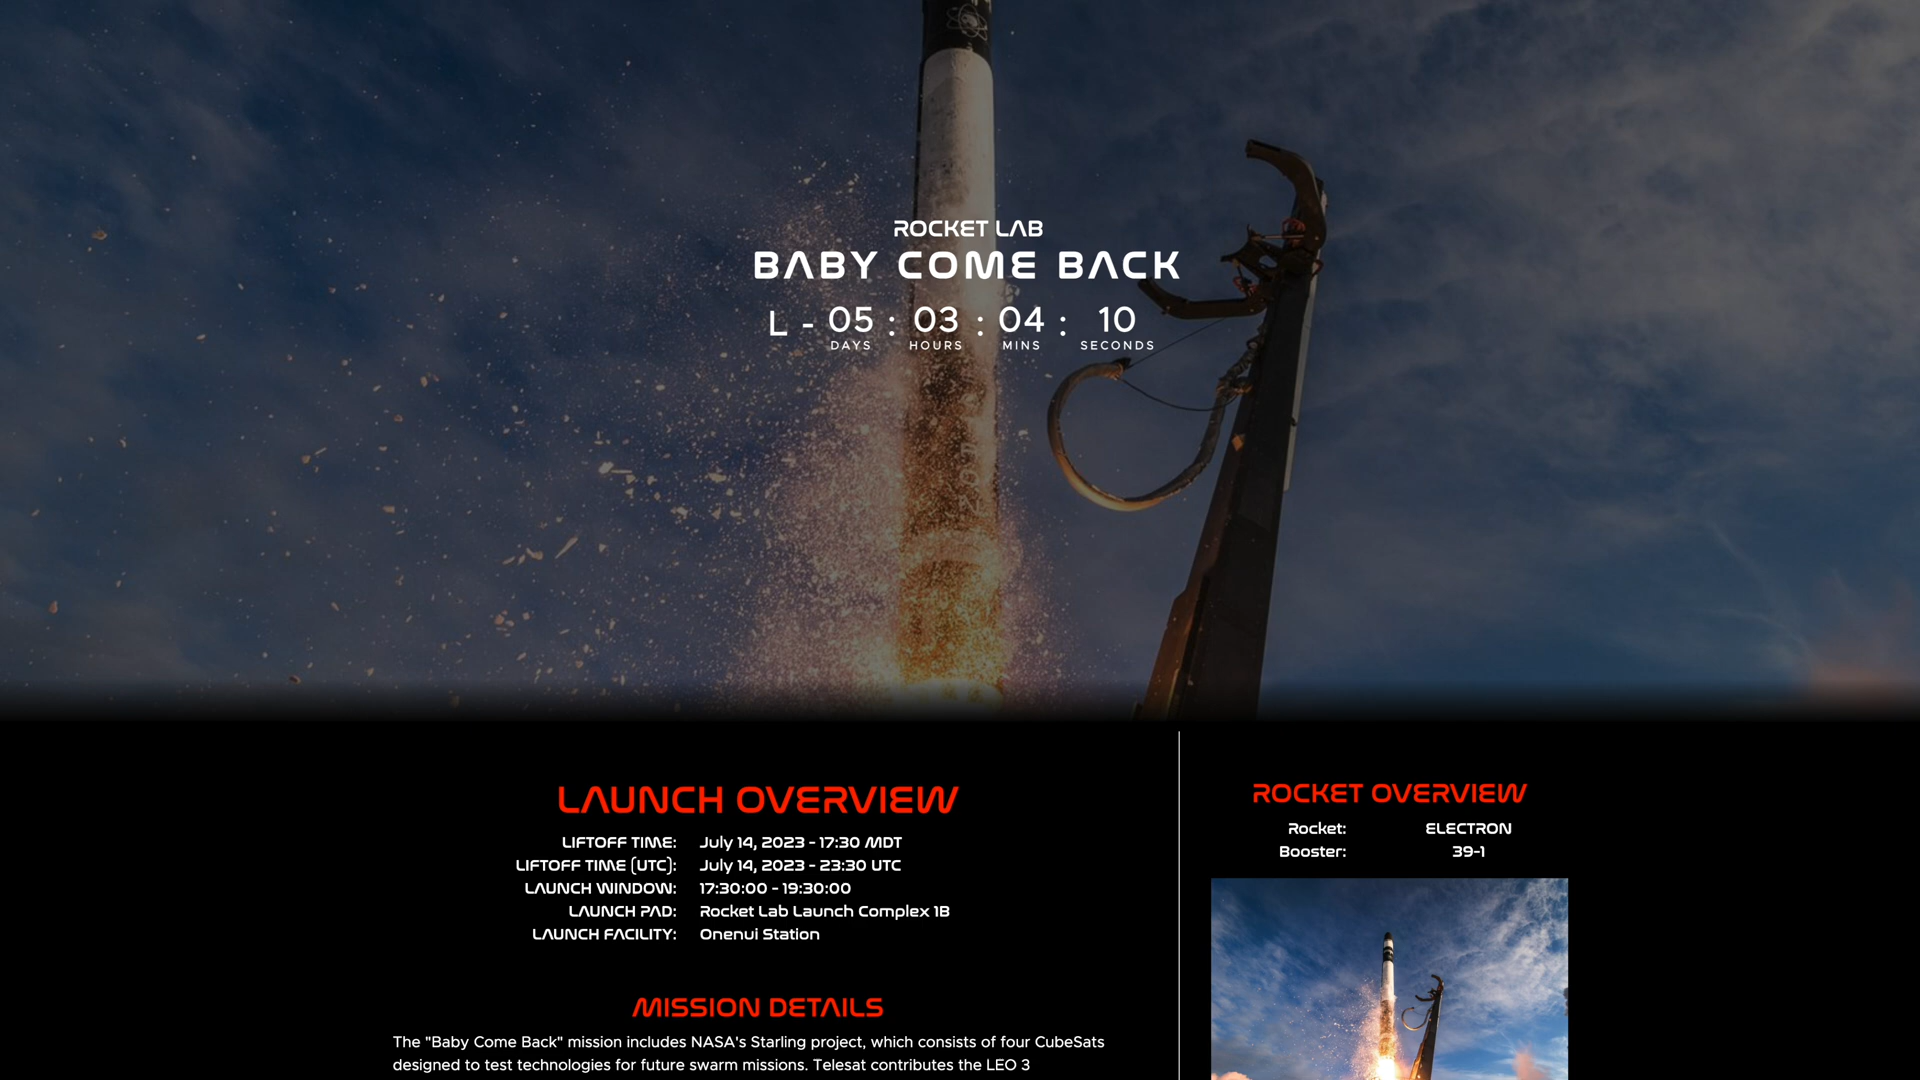 ROCKET LAB
BABY COME BACK
L - 05 : 03 : 04 : 10
DAYS HOURS MINS SECONDS
LAUNCH OVERVIEW
LIFTOFF TIME: July 14, 2023 - 17:30 MDT
LIFTOFF TIME (UTC): July 14, 2023 - 23:30 UTC
LAUNCH WINDOW: 17:30:00 - 19:30:00
LAUNCH PAD: Rocket Lab Launch Complex 1B
LAUNCH FACILITY: Onenui Station
MISSION DETAILS
The "Baby Come Back" mission includes NASA's Starling project, which consists of four CubeSats
designed to test technologies for future swarm missions. Telesat contributes the LEO 3
ROCKET OVERVIEW
Rocket: ELECTRON
Booster: 39-1